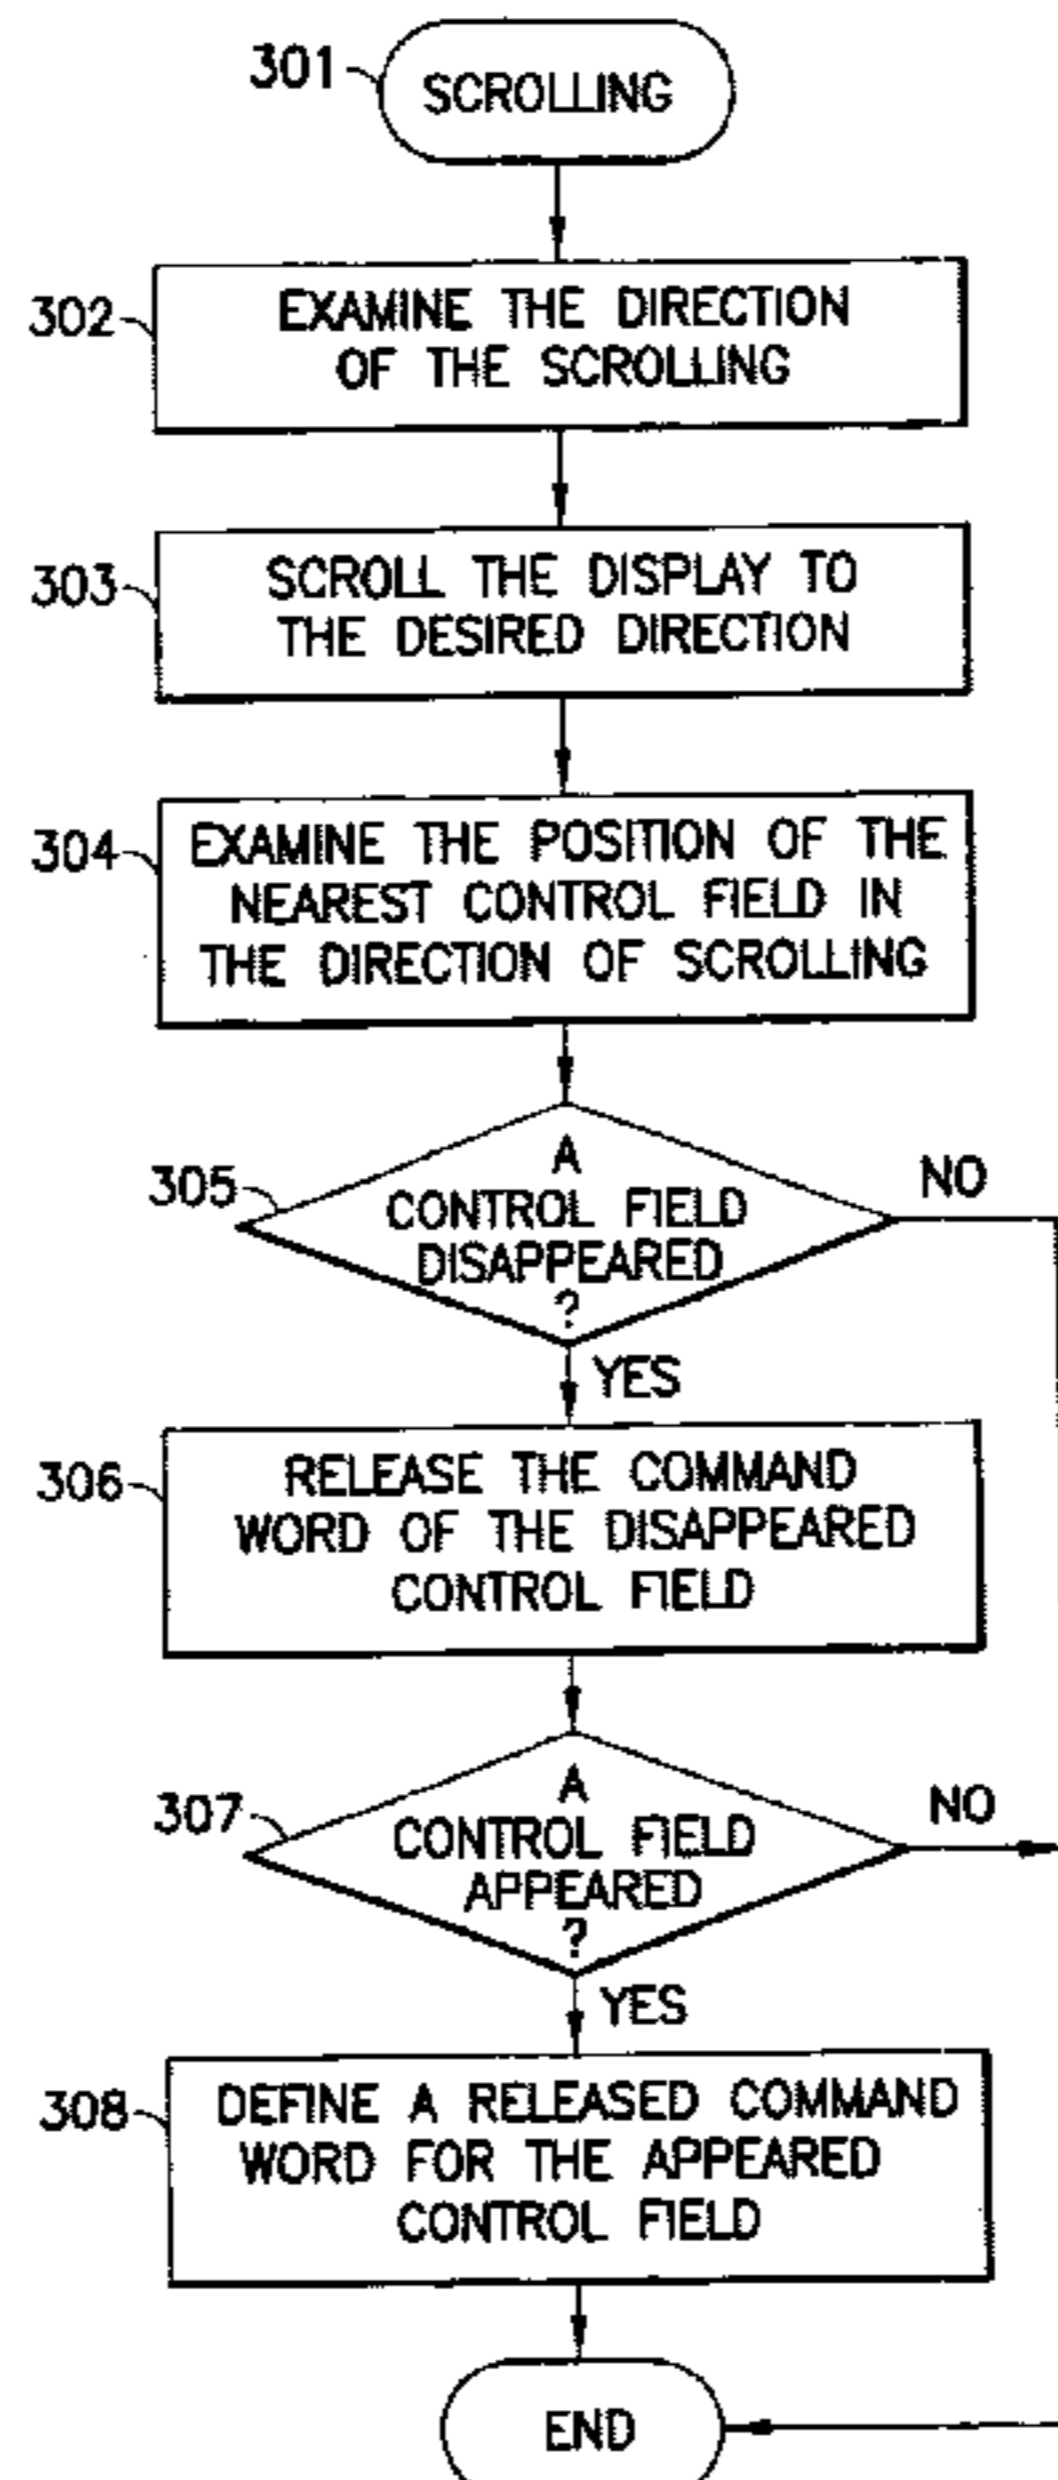 301
SCROLLING
302
EXAMINE THE DIRECTION
OF THE SCROLLING
303
SCROLL THE DISPLAY TO
THE DESIRED DIRECTION
304
EXAMINE THE POSITION OF THE
NEAREST CONTROL FIELD IN
THE DIRECTION OF SCROLLING
305
A
CONTROL FIELD
DISAPPEARED
?
NO
YES
306
RELEASE THE COMMAND
WORD OF THE DISAPPEARED
CONTROL FIELD
307
A
CONTROL FIELD
APPEARED
?
NO
YES
308
DEFINE A RELEASED COMMAND
WORD FOR THE APPEARED
CONTROL FIELD
END